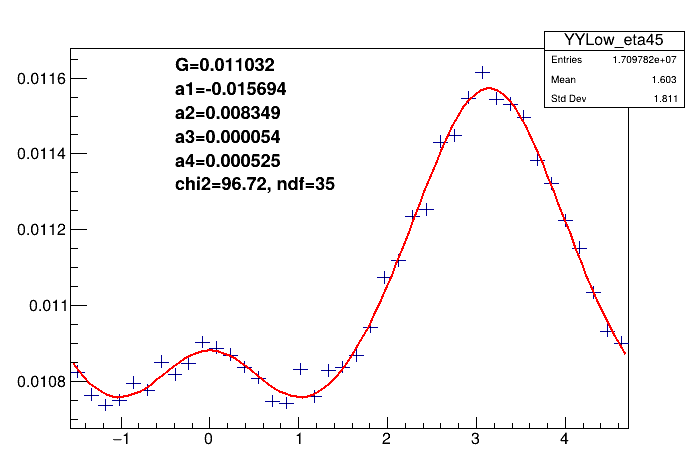 YYLow_eta45
Entries 1.709782e+07
Mean 1.603
Std Dev 1.811
G=0.011032
a1=-0.015694
a2=0.008349
a3=0.000054
a4=0.000525
chi2=96.72, ndf=35
0.0116
0.0114
0.0112
0.011
0.0108
−1 0 1 2 3 4